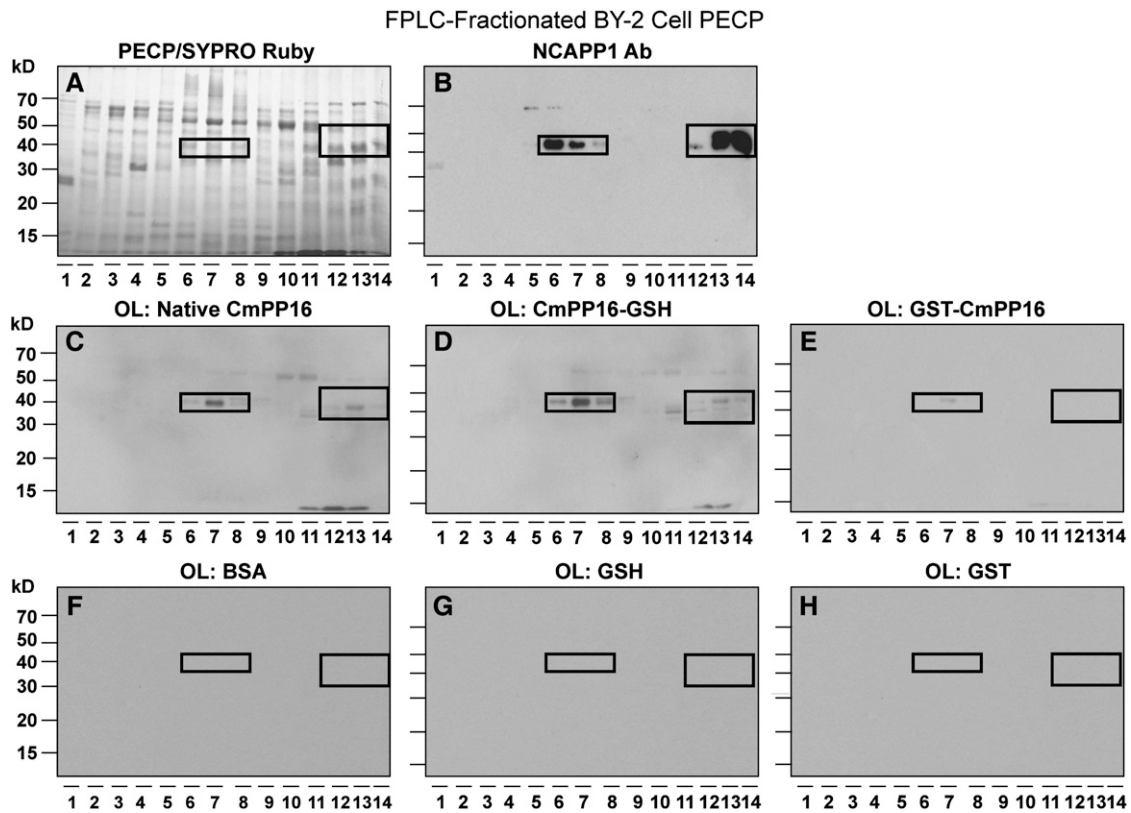 FPLC-Fractionated BY-2 Cell PECP
PECP/SYPRO Ruby
NCAPP1 Ab
kD
A
B
70
50
40
30
20
15
1 2 3 4 5 6 7 8 9 10 11 12 13 14
1 2 3 4 5 6 7 8 9 10 11 12 13 14
OL: Native CmPP16
OL: CmPP16-GSH
OL: GST-CmPP16
kD
C
D
E
70
50
40
30
20
15
1 2 3 4 5 6 7 8 9 10 11 12 13 14
1 2 3 4 5 6 7 8 9 10 11 12 13 14
1 2 3 4 5 6 7 8 9 10 11 12 13 14
OL: BSA
OL: GSH
OL: GST
kD
F
G
H
70
50
40
30
20
15
1 2 3 4 5 6 7 8 9 10 11 12 13 14
1 2 3 4 5 6 7 8 9 10 11 12 13 14
1 2 3 4 5 6 7 8 9 10 11 12 13 14